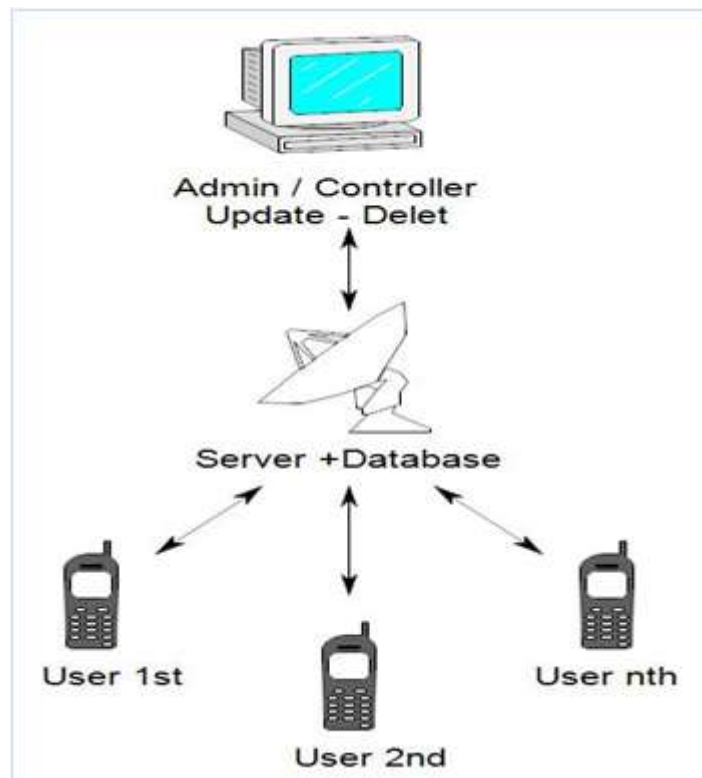 Admin / Controller
Update - Delet
Server +Database
User 1st
User nth
User 2nd